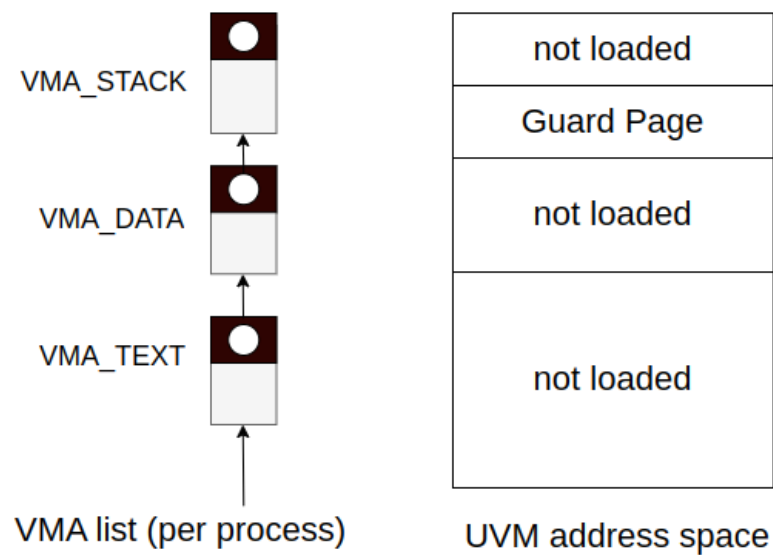 VMA_STACK
VMA_DATA
VMA_TEXT
VMA list (per process)
not loaded
Guard Page
not loaded
not loaded
UVM address space